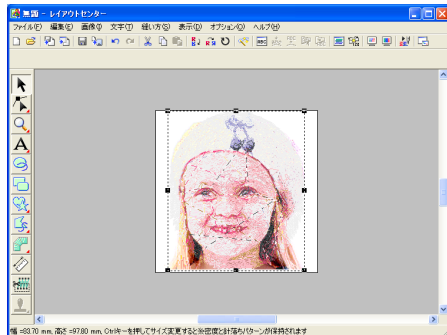 無題 - レイアウトセンター
ファイル(F) 編集(E) 画像(I) 文字(T) 縫い方(S) 表示(D) オプション(O) ヘルプ(H)
A
幅 =83.70 mm, 高さ =97.80 mm, Ctrlキーを押してサイズ変更すると糸密度と針落ちパターンが保持されます